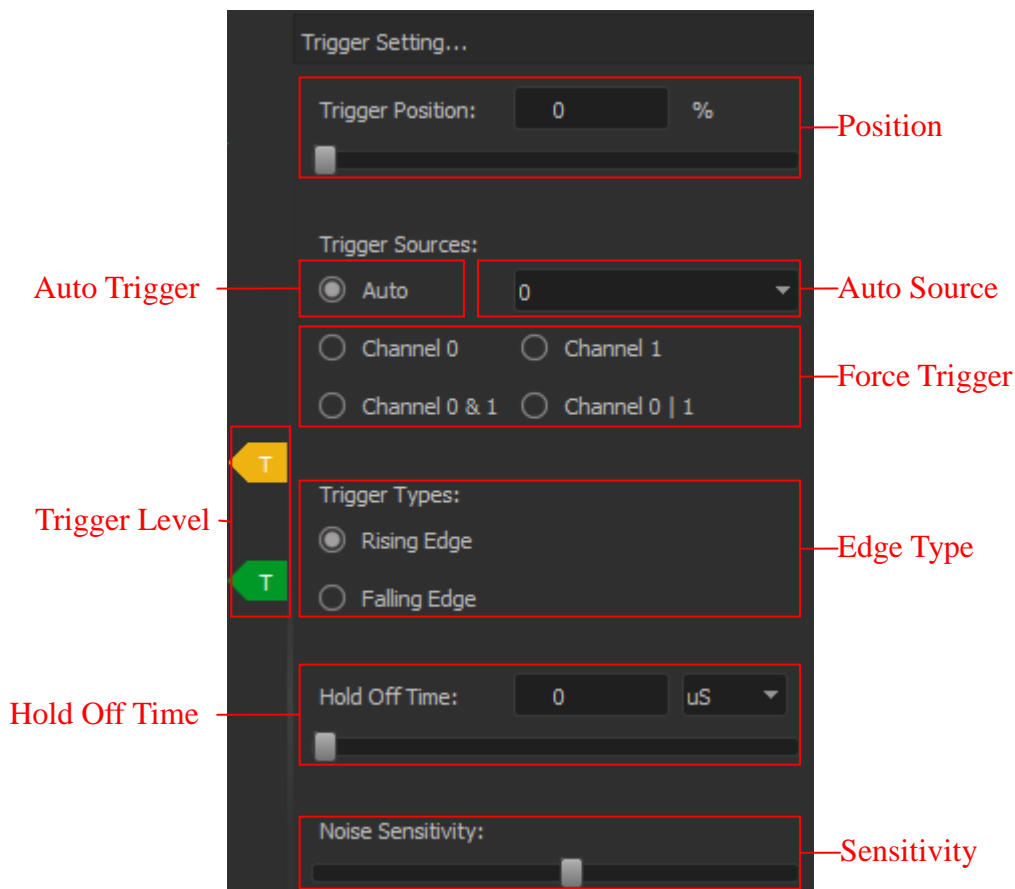 Trigger Setting...
Trigger Position: 0 %
Position
Trigger Sources:
Auto Trigger
Auto 0
Auto Source
Channel 0 Channel 1
Force Trigger
Channel 0 & 1 Channel 0 | 1
T
Trigger Level
T
Trigger Types:
Rising Edge
Edge Type
Falling Edge
Hold Off Time: 0 uS
Hold Off Time
Noise Sensitivity:
Sensitivity